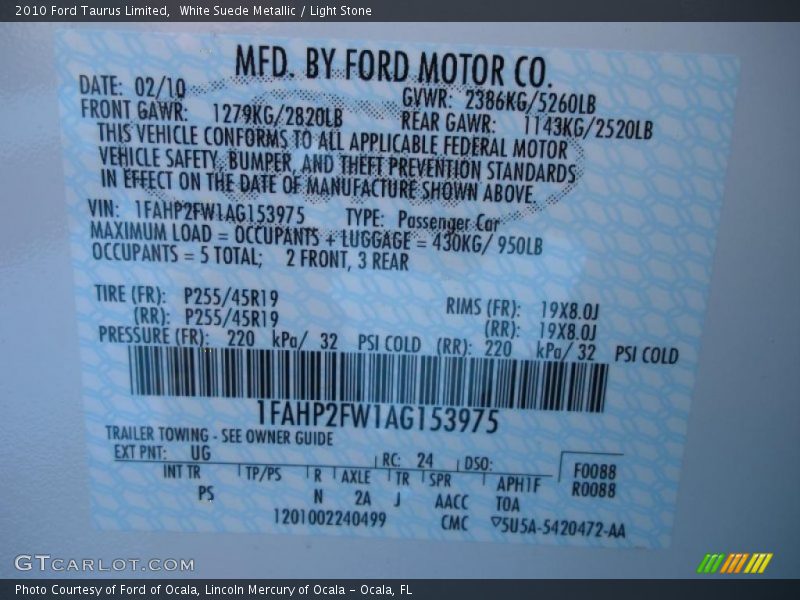 2010 Ford Taurus Limited,  White Suede Metallic / Light Stone
MFD. BY FORD MOTOR CO.
DATE: 02/10 GVWR: 2386KG/5260LB
FRONT GAWR: 1279KG/2820LB REAR GAWR: 1143KG/2520LB
THIS VEHICLE CONFORMS TO ALL APPLICABLE FEDERAL MOTOR
VEHICLE SAFETY, BUMPER, AND THEFT PREVENTION STANDARDS
IN EFFECT ON THE DATE OF MANUFACTURE SHOWN ABOVE.
VIN: 1FAHP2FW1AG153975 TYPE: Passenger Car
MAXIMUM LOAD = OCCUPANTS + LUGGAGE = 430KG/ 950LB
OCCUPANTS = 5 TOTAL; 2 FRONT, 3 REAR
TIRE (FR): P255/45R19 RIMS (FR): 19X8.0J
(RR): P255/45R19 (RR): 19X8.0J
PRESSURE (FR): 220 kPa/ 32 PSI COLD (RR): 220 kPa/ 32 PSI COLD
1FAHP2FW1AG153975
TRAILER TOWING - SEE OWNER GUIDE
EXT PNT: UG RC: 24 DSO: F0088
INT TR TP/PS R AXLE TR SPR APH1F R0088
PS N 2A J AACC TOA
1201002240499 CMC ▽5U5A-5420472-AA
GTCARLOT.COM
Photo Courtesy of Ford of Ocala, Lincoln Mercury of Ocala – Ocala, FL